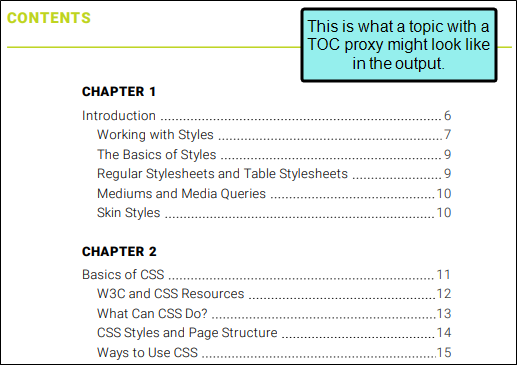 CONTENTS
This is what a topic with a
TOC proxy might look like
in the output.
CHAPTER 1
Introduction ........ 6
Working with Styles ........ 7
The Basics of Styles ........ 9
Regular Stylesheets and Table Stylesheets ........ 9
Mediums and Media Queries ........ 10
Skin Styles ........ 10
CHAPTER 2
Basics of CSS ........ 11
W3C and CSS Resources ........ 12
What Can CSS Do? ........ 13
CSS Styles and Page Structure ........ 14
Ways to Use CSS ........ 15